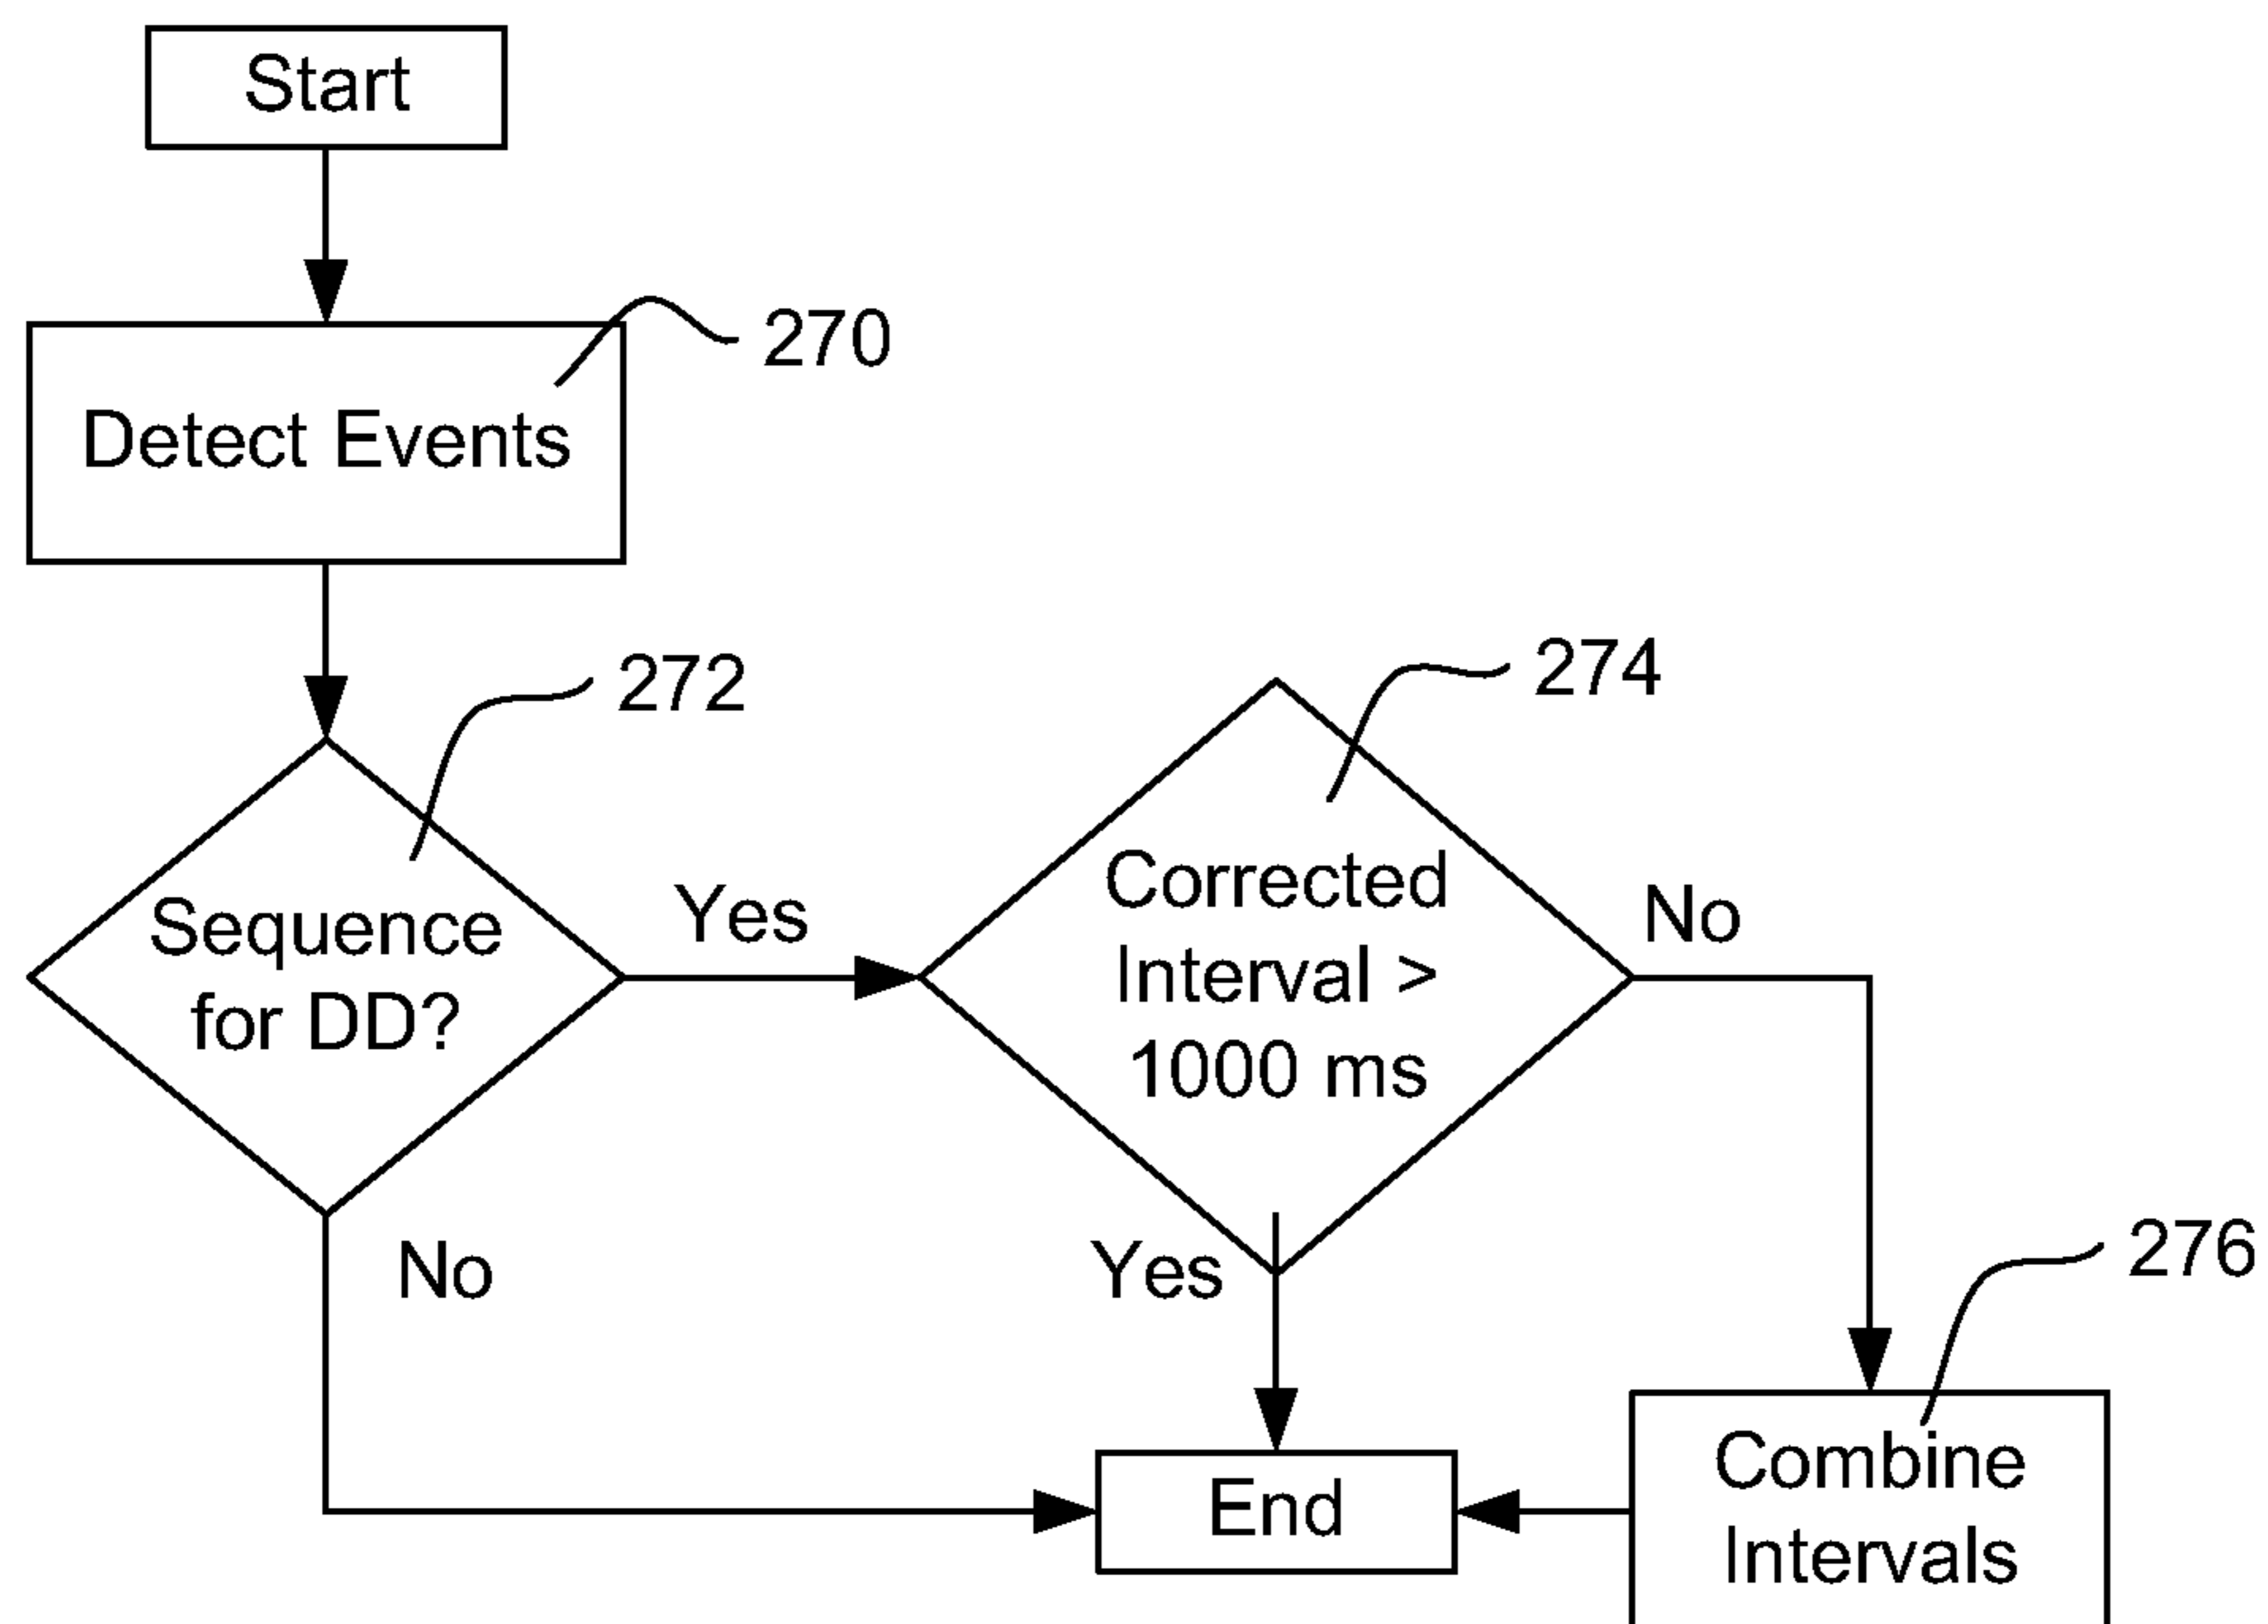 Start
270
Detect Events
272
274
Sequence
for DD?
Yes
Corrected
Interval >
1000 ms
No
No
Yes
276
End
Combine
Intervals